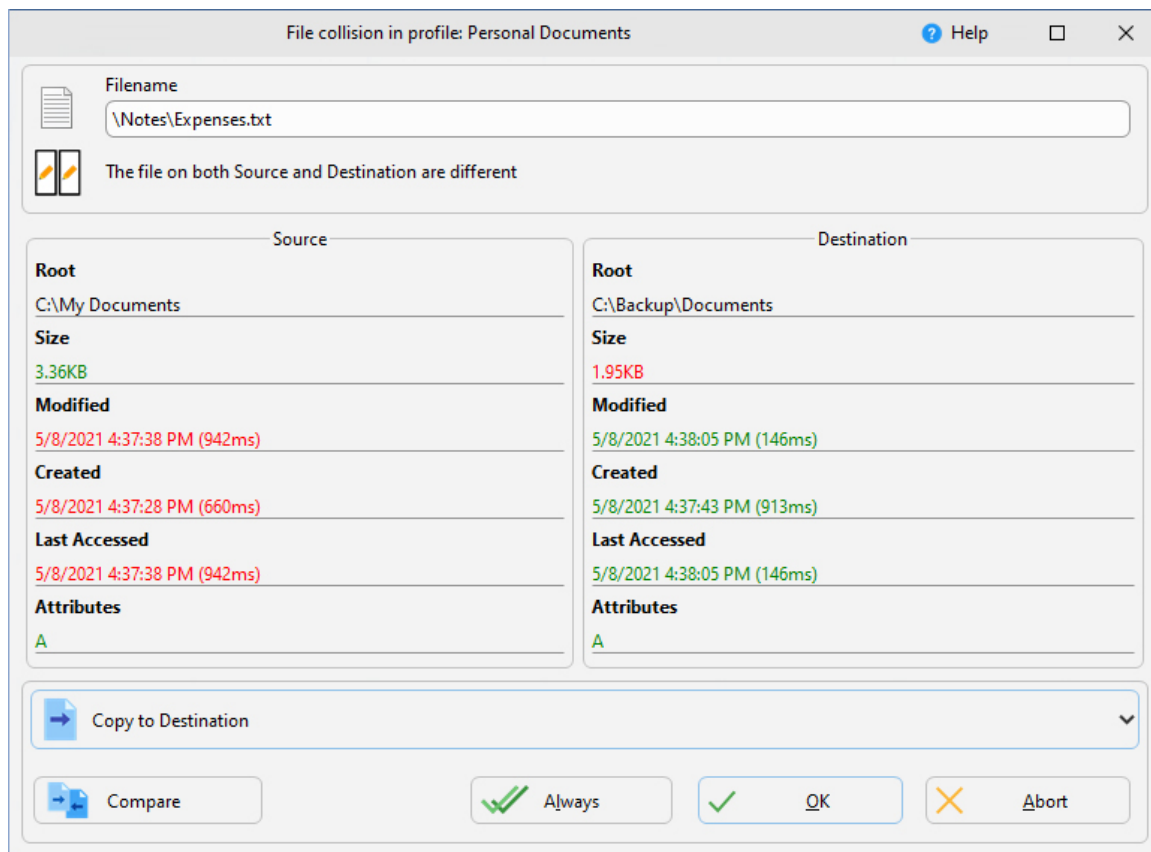 File collision in profile: Personal Documents
Help
Filename
\Notes\Expenses.txt
The file on both Source and Destination are different
Source
Root
C:\My Documents
Size
3.36KB
Modified
5/8/2021 4:37:38 PM (942ms)
Created
5/8/2021 4:37:28 PM (660ms)
Last Accessed
5/8/2021 4:37:38 PM (942ms)
Attributes
A
Destination
Root
C:\Backup\Documents
Size
1.95KB
Modified
5/8/2021 4:38:05 PM (146ms)
Created
5/8/2021 4:37:43 PM (913ms)
Last Accessed
5/8/2021 4:38:05 PM (146ms)
Attributes
A
Copy to Destination
Compare
Always
OK
Abort